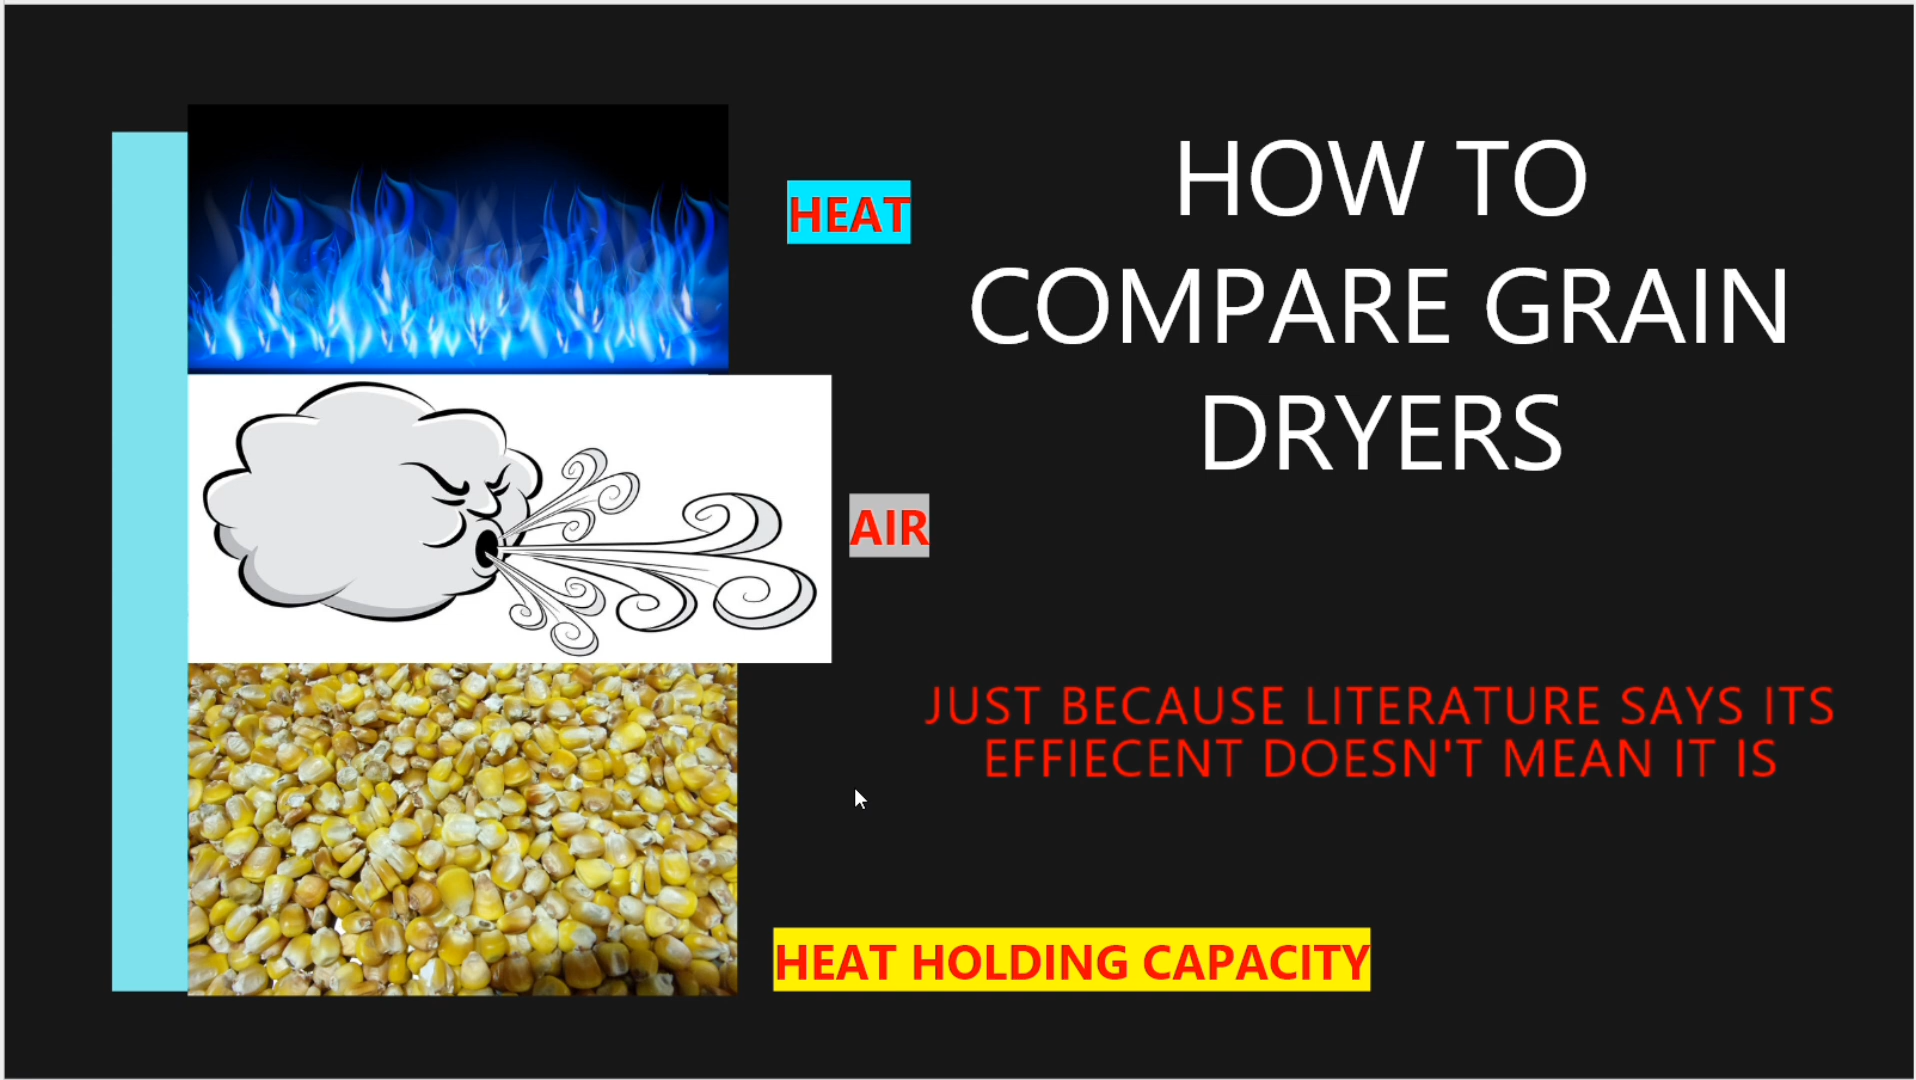 HEAT
HOW TO
COMPARE GRAIN
DRYERS
AIR
JUST BECAUSE LITERATURE SAYS ITS
EFFIECENT DOESN'T MEAN IT IS
HEAT HOLDING CAPACITY